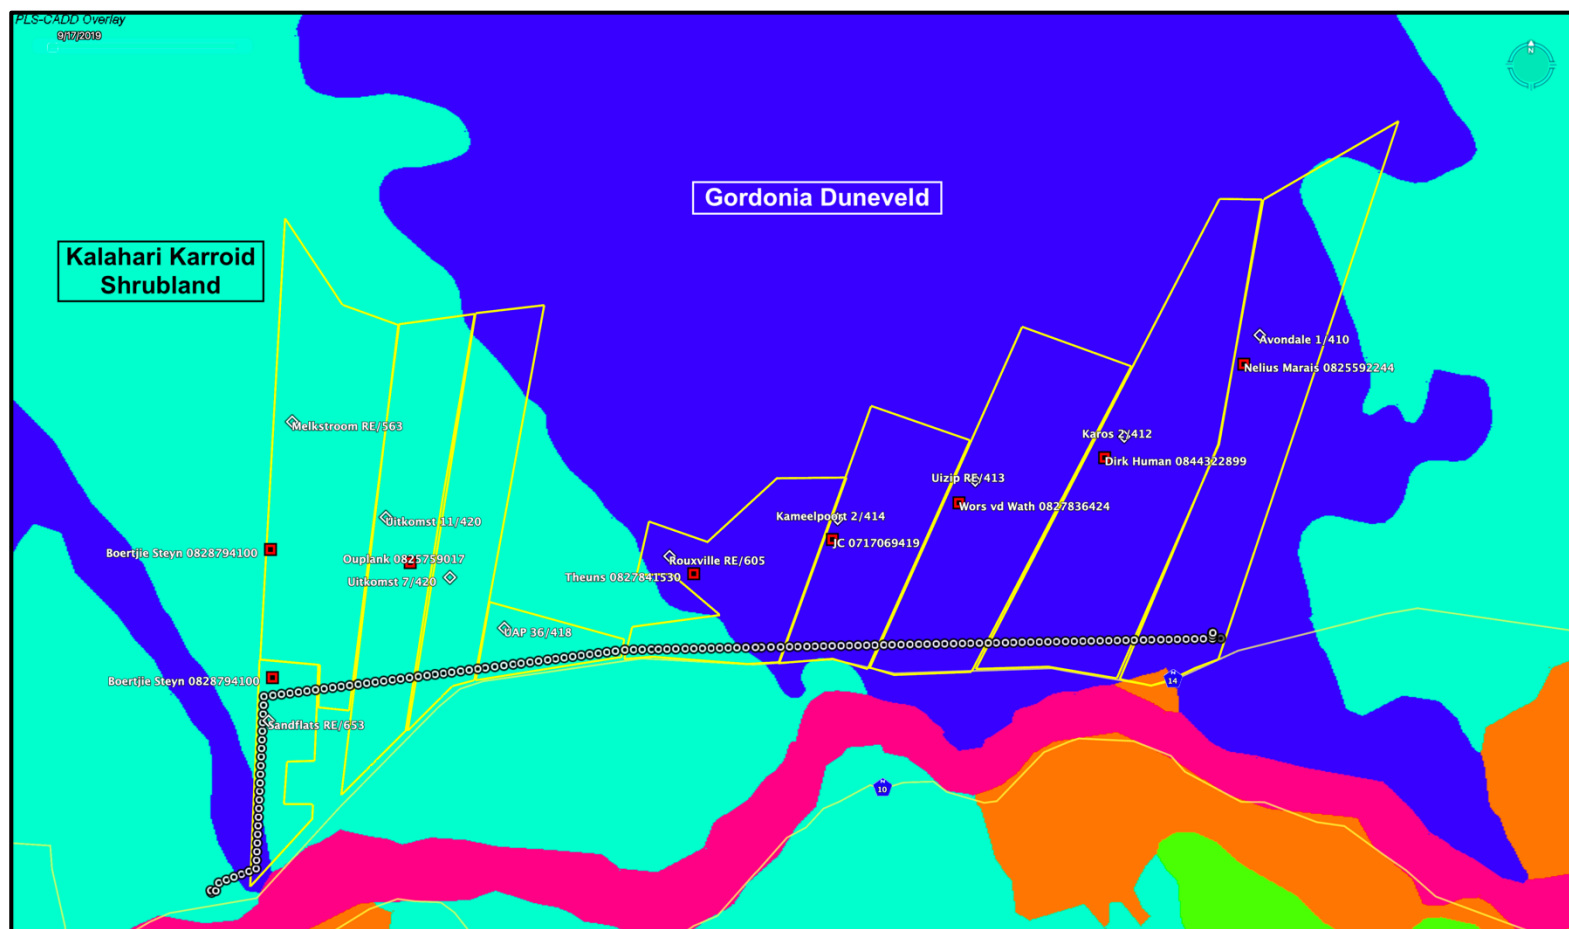 PLS-CADD Overlay
9/17/2019
N
Gordonia Duneveld
Kalahari Karroid
Shrubland
Avondale 1/410
Nelius Marais 0825592244
Melkstroom RE/563
Karos 2/412
Dirk Human 0844322899
Uizip RE/413
Wors vd Wath 0827836424
Kameelpoort 2/414
JC 0717069419
Uitkomst 11/420
Boertjie Steyn 0828794100
Ouplank 0825759017
Uitkomst 7/420
Rouxville RE/605
Theuns 0827841530
UAP 36/418
Boertjie Steyn 0828794100
N
14
Sandflats RE/653
N
10